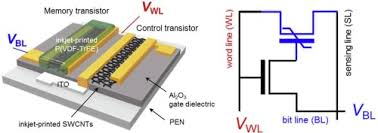 Memory transistor
V_WL
Control transistor
inkjet-printed
P(VDF-TrFE)
V_BL
ITO
Al₂O₃
gate dielectric
inkjet-printed SWCNTs
PEN
word line (WL)
sensing line (SL)
bit line (BL)
V_WL
V_BL